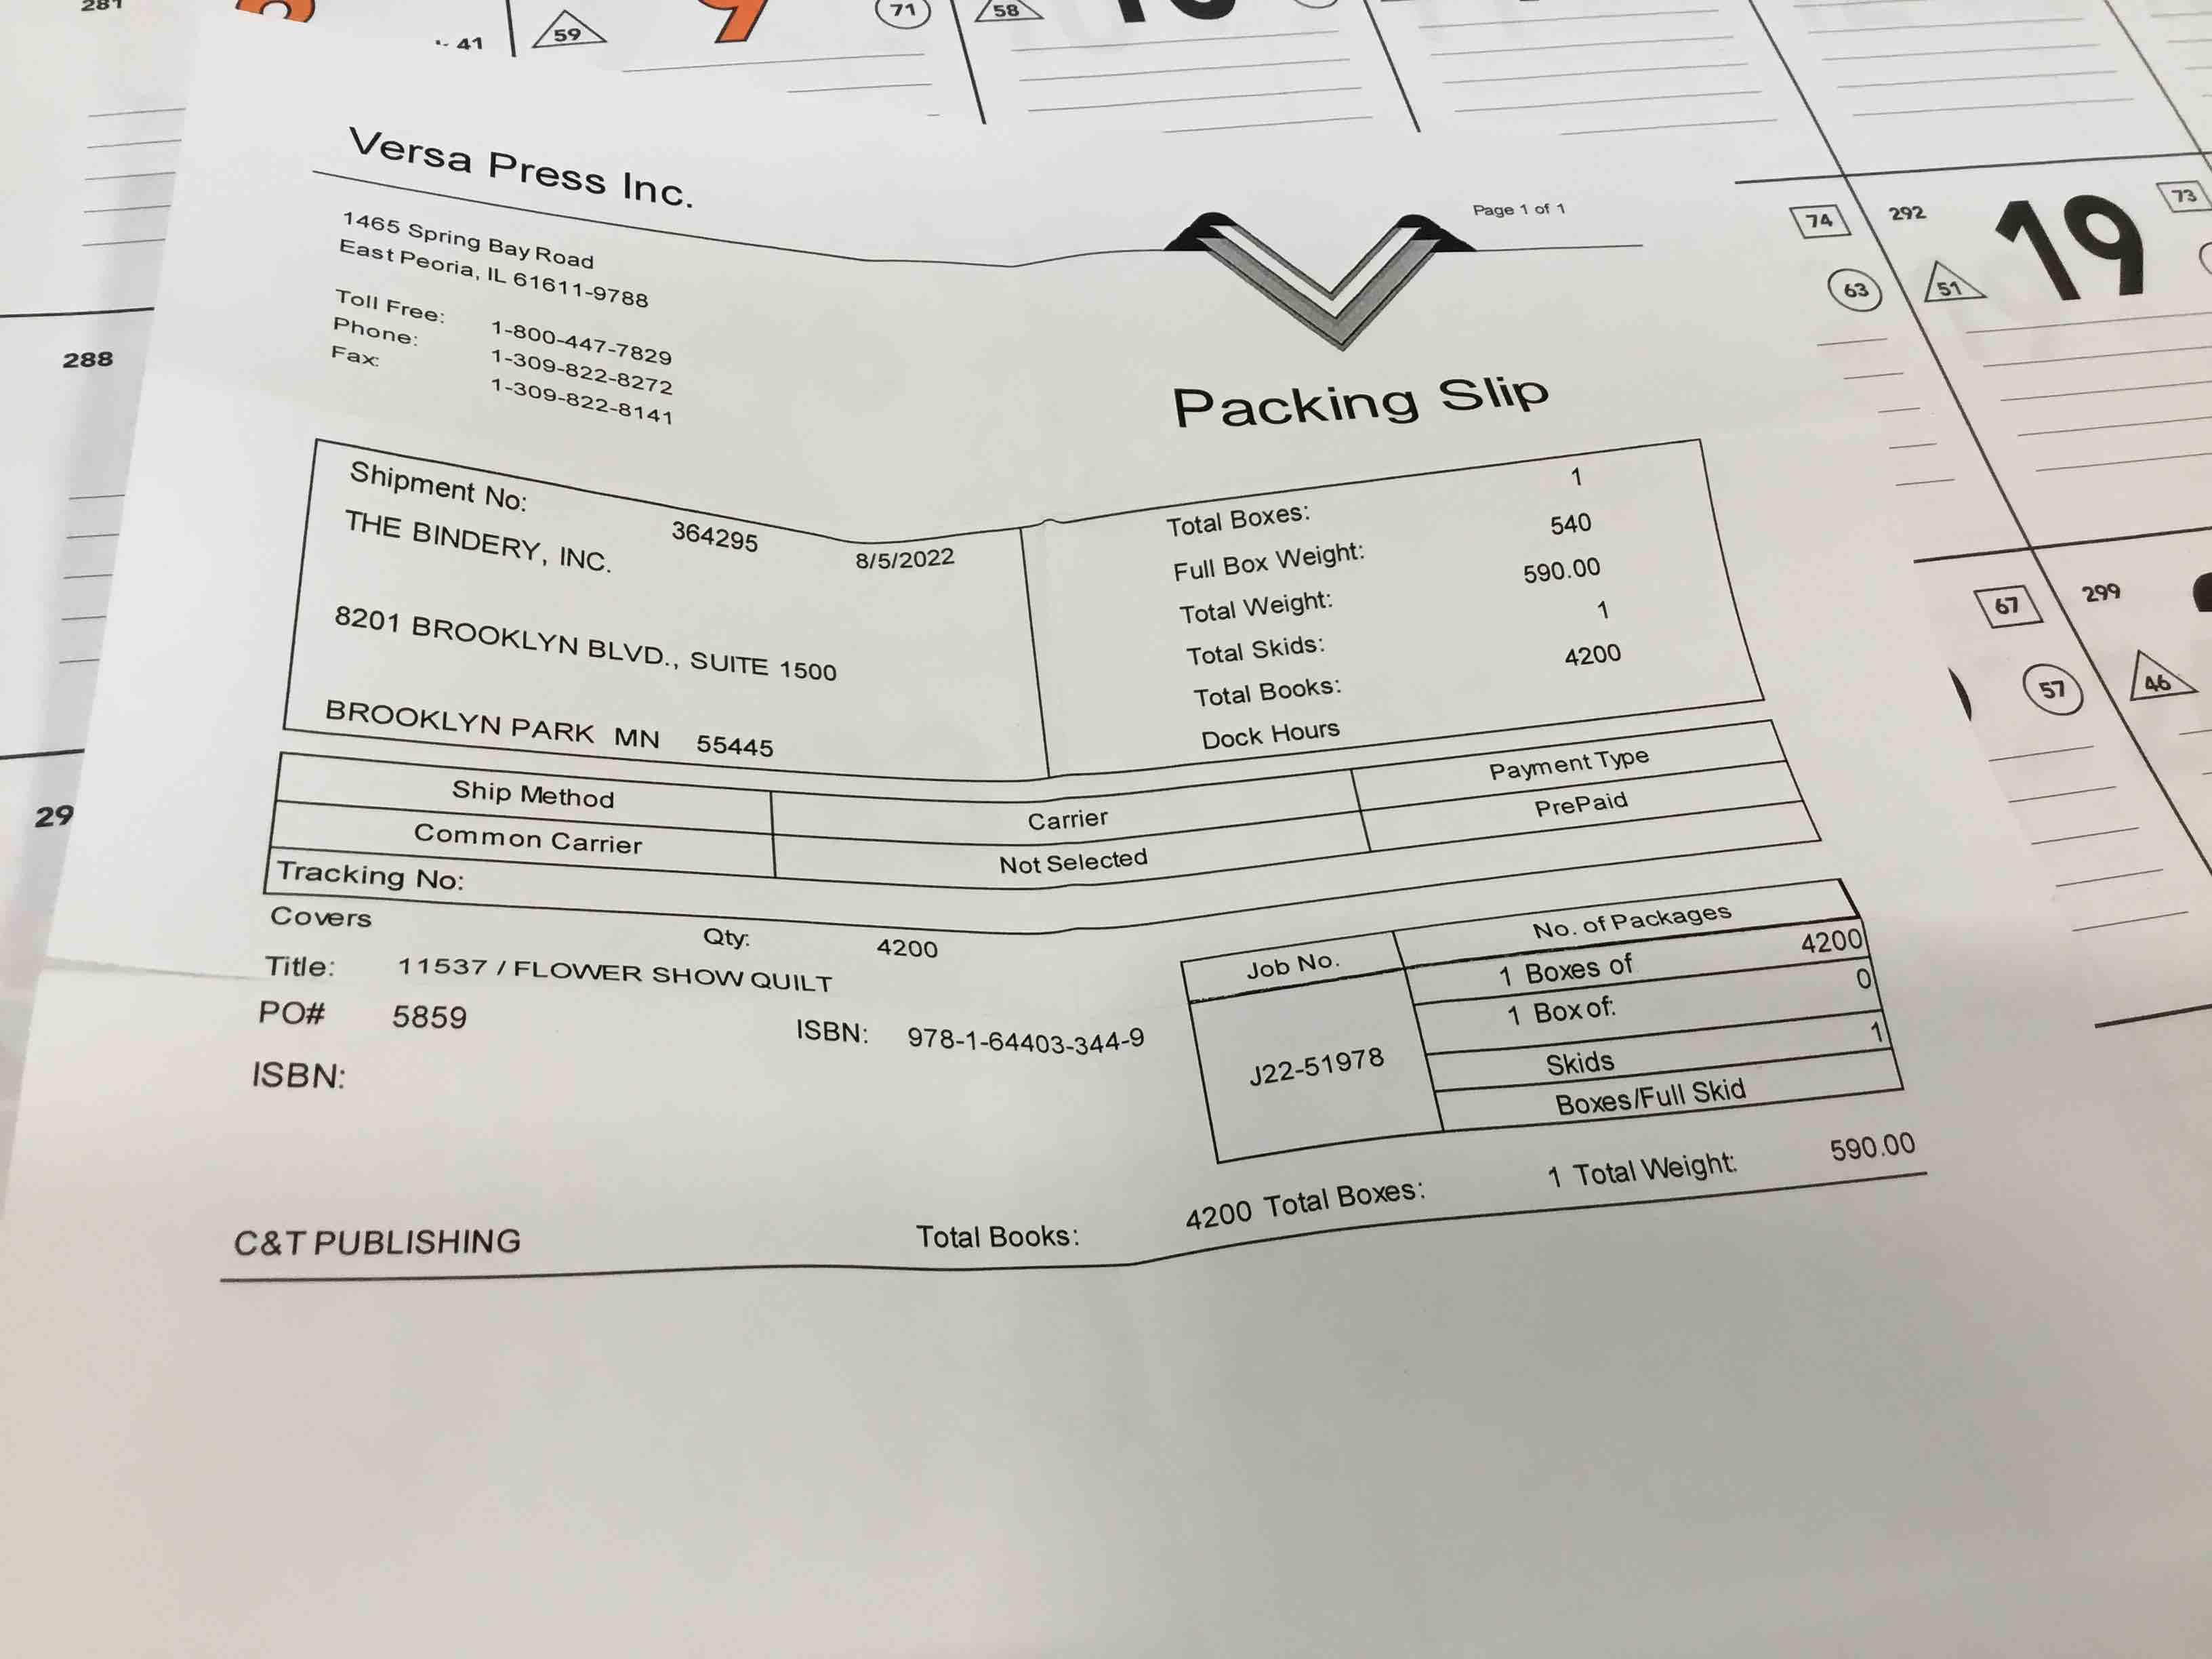 281
41
59
9
71
58
Versa Press Inc.
Page 1 of 1
1465 Spring Bay Road
East Peoria, IL 61611-9788
Toll Free: 1-800-447-7829
Phone: 1-309-822-8272
Fax: 1-309-822-8141
Packing Slip
Shipment No: 364295 8/5/2022
THE BINDERY, INC.
8201 BROOKLYN BLVD., SUITE 1500
BROOKLYN PARK MN 55445
Total Boxes: 1
Full Box Weight: 540
Total Weight: 590.00
Total Skids: 1
Total Books: 4200
Dock Hours
Ship Method Carrier Payment Type
Common Carrier Not Selected PrePaid
Tracking No:
Covers Qty: 4200
Title: 11537 / FLOWER SHOW QUILT
PO# 5859 ISBN: 978-1-64403-344-9
ISBN:
Job No. No. of Packages
J22-51978
1 Boxes of 4200
1 Box of: 0
Skids 1
Boxes/Full Skid
C&T PUBLISHING Total Books: 4200 Total Boxes: 1 Total Weight: 590.00
288
29
74
292
73
63
51
19
67
299
57
46